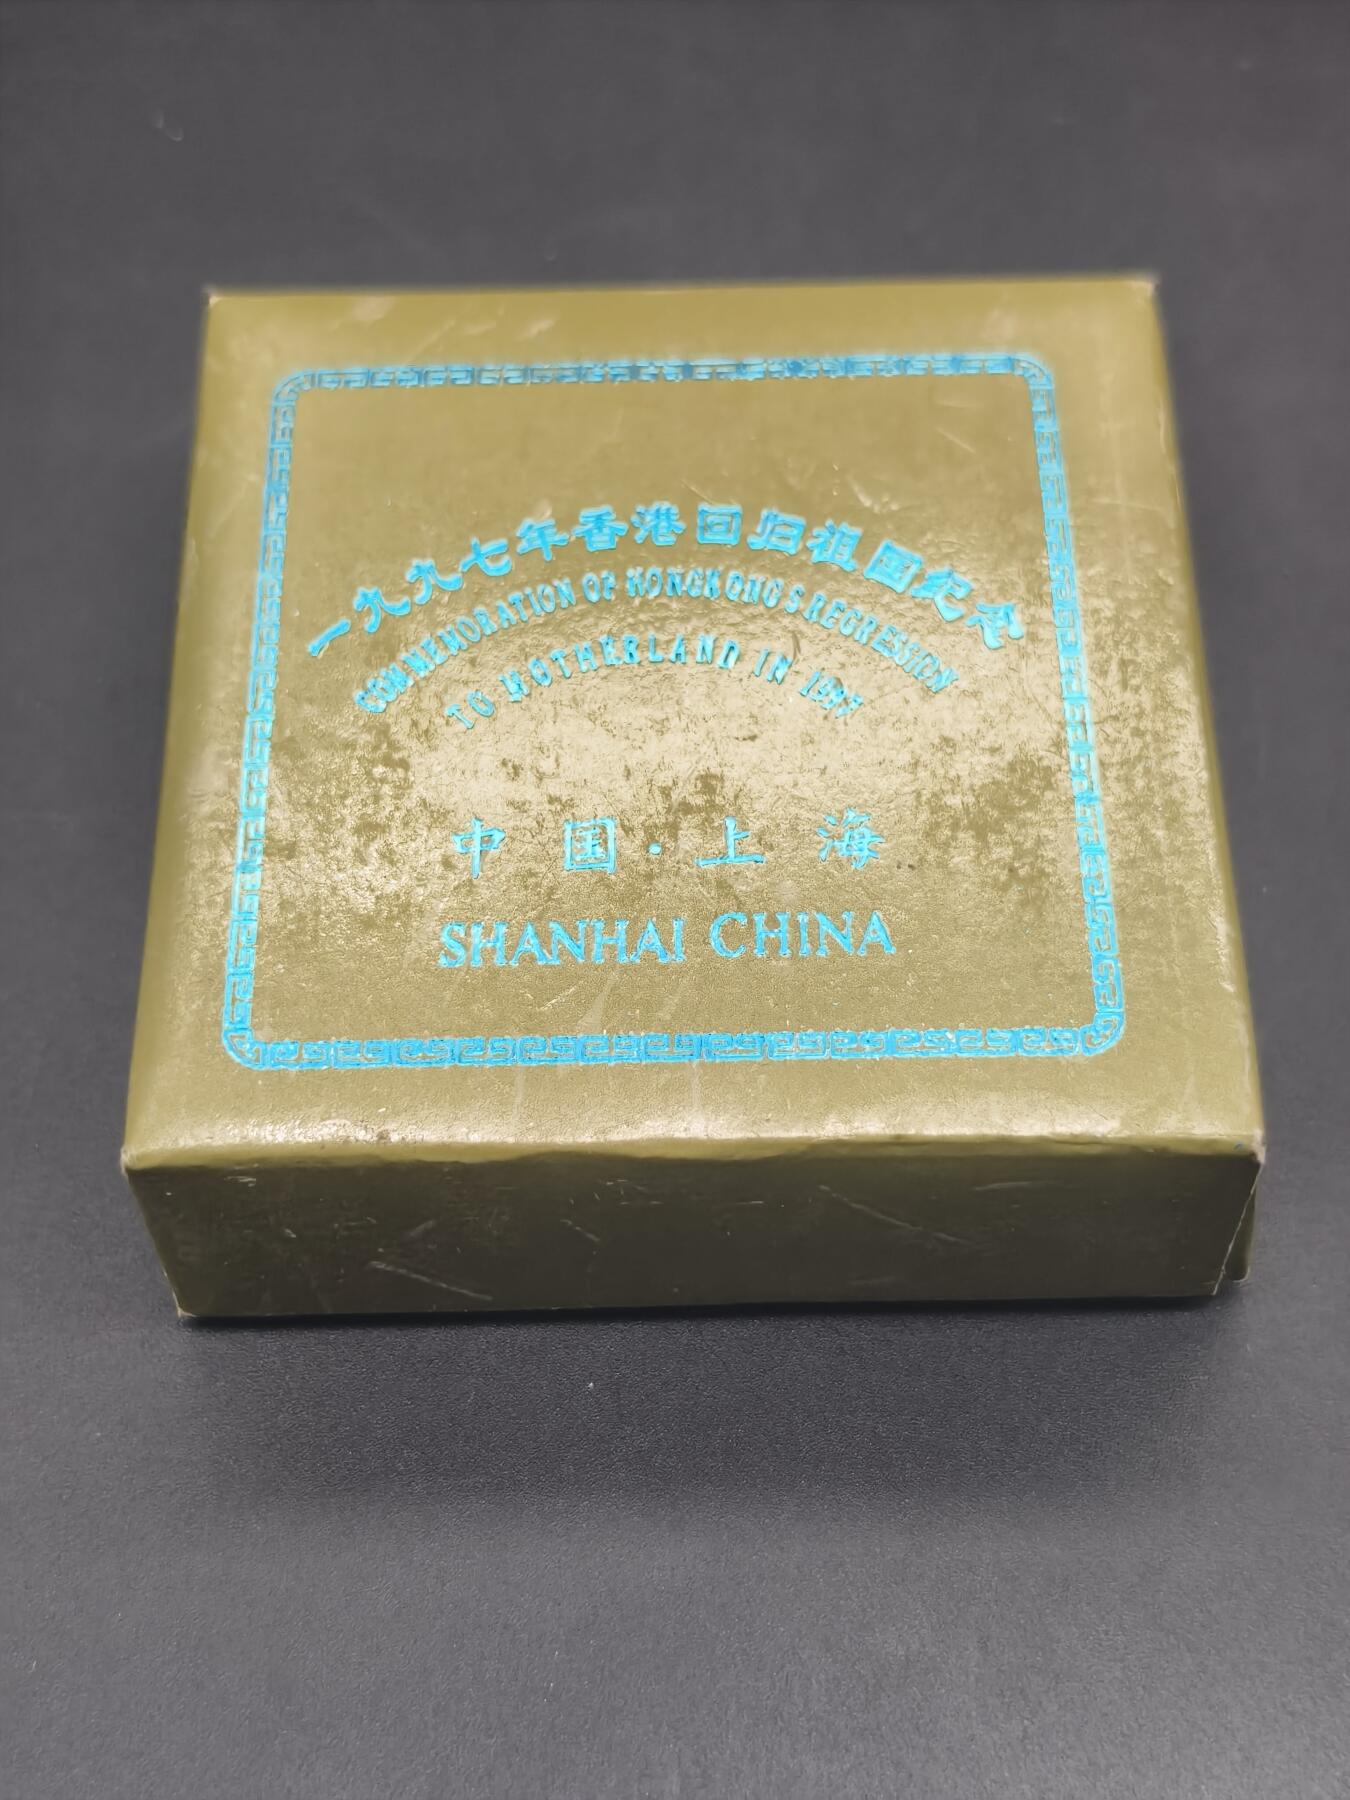 一九九七年香港回归祖国纪念
COMMEMORATION OF HONGKONG'S REGRESSION
TO MOTHERLAND IN 1997
中国·上海
SHANHAI CHINA